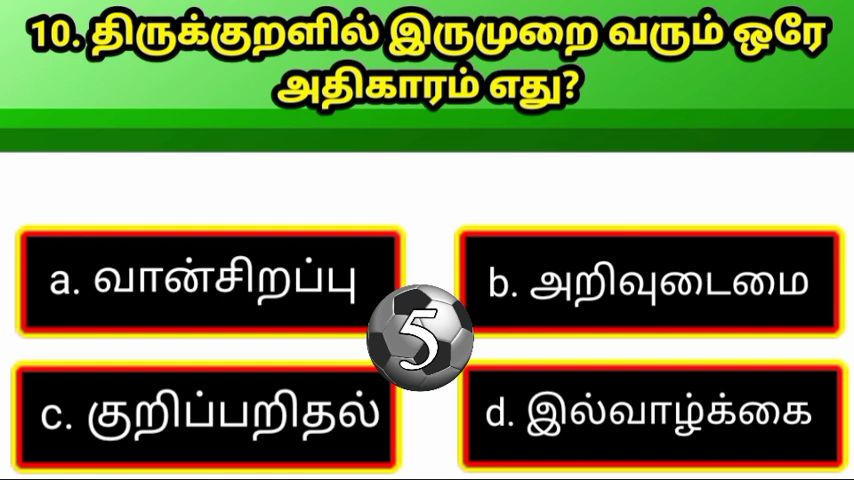 10. திருக்குறளில் இருமுறை வரும் ஒரே
அதிகாரம் எது?
a. வான்சிறப்பு
b. அறிவுடைமை
5
c. குறிப்பறிதல்
d. இல்வாழ்க்கை